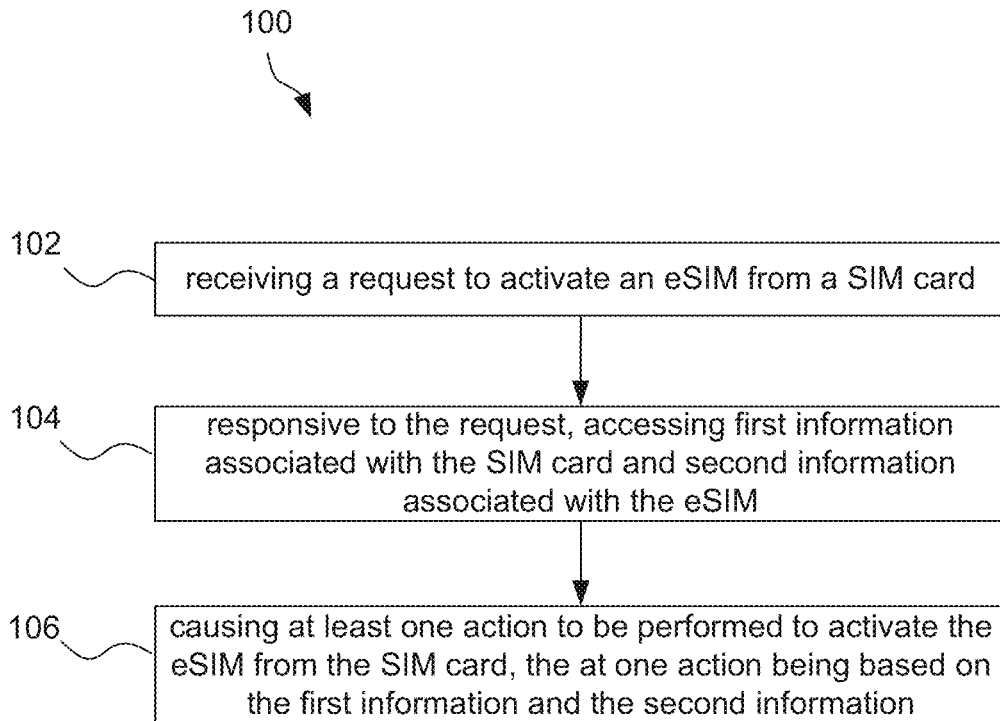 100
102
receiving a request to activate an eSIM from a SIM card
104
responsive to the request, accessing first information
associated with the SIM card and second information
associated with the eSIM
106
causing at least one action to be performed to activate the
eSIM from the SIM card, the at one action being based on
the first information and the second information